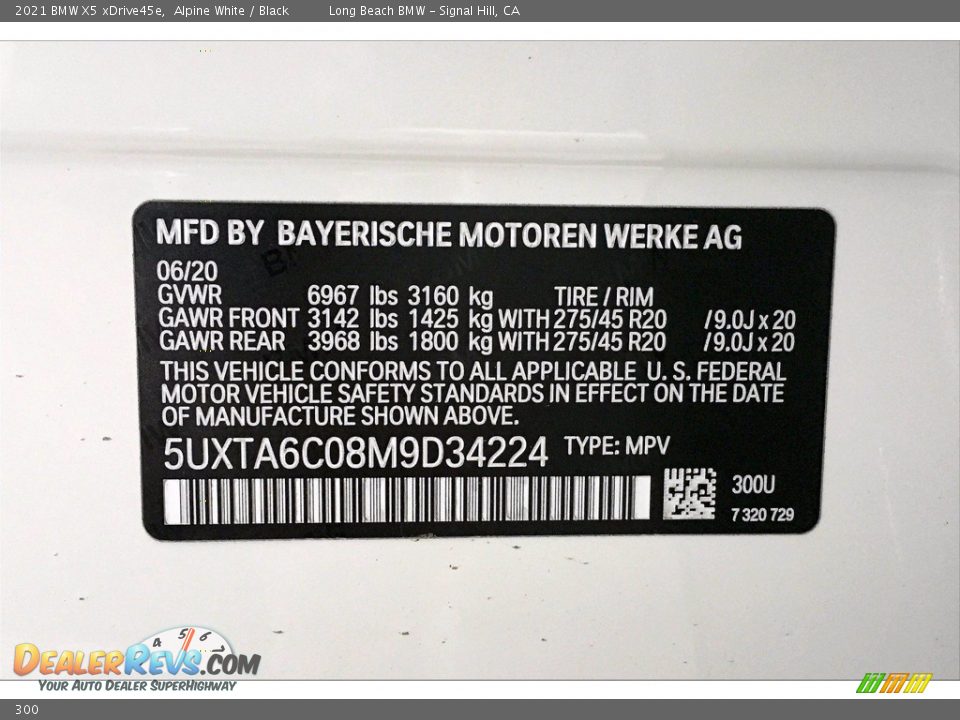 2021 BMW X5 xDrive45e, Alpine White / Black Long Beach BMW - Signal Hill, CA
MFD BY BAYERISCHE MOTOREN WERKE AG
06/20
GVWR 6967 lbs 3160 kg TIRE / RIM
GAWR FRONT 3142 lbs 1425 kg WITH 275/45 R20 /9.0J x 20
GAWR REAR 3968 lbs 1800 kg WITH 275/45 R20 /9.0J x 20
THIS VEHICLE CONFORMS TO ALL APPLICABLE U. S. FEDERAL
MOTOR VEHICLE SAFETY STANDARDS IN EFFECT ON THE DATE
OF MANUFACTURE SHOWN ABOVE.
5UXTA6C08M9D34224 TYPE: MPV
300U
7 320 729
4 5 6 7
DEALERREVS.COM
YOUR AUTO DEALER SUPERHIGHWAY
300